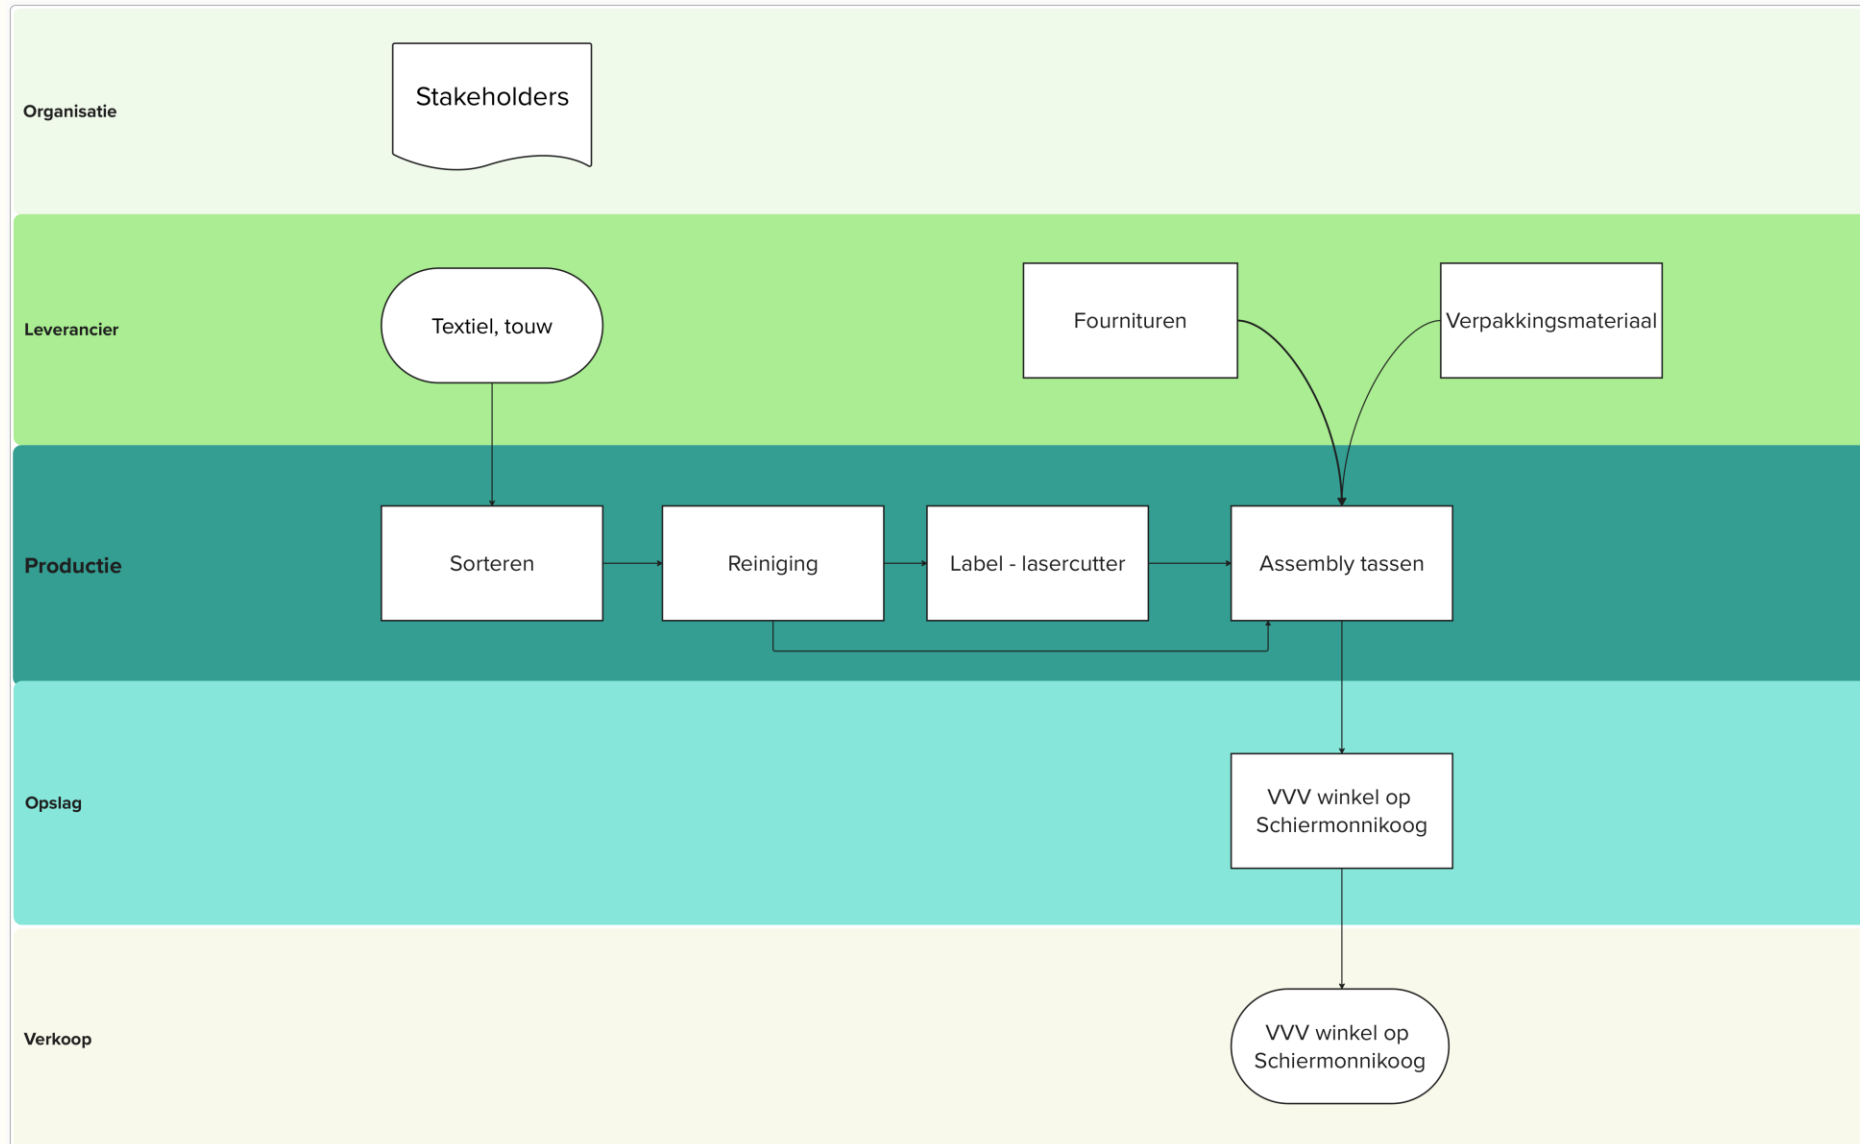 Organisatie
Stakeholders
Leverancier
Textiel, touw
Fournituren
Verpakkingsmateriaal
Productie
Sorteren
Reiniging
Label - lasercutter
Assembly tassen
Opslag
VVV winkel op
Schiermonnikoog
Verkoop
VVV winkel op
Schiermonnikoog